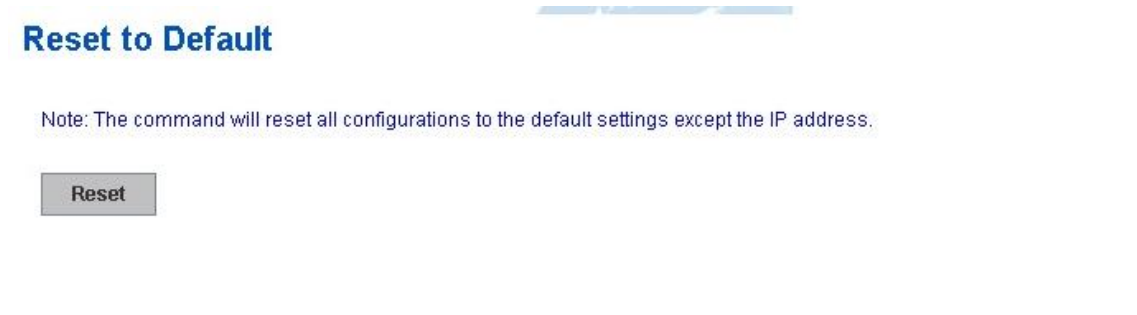 Reset to Default
Note: The command will reset all configurations to the default settings except the IP address.
Reset